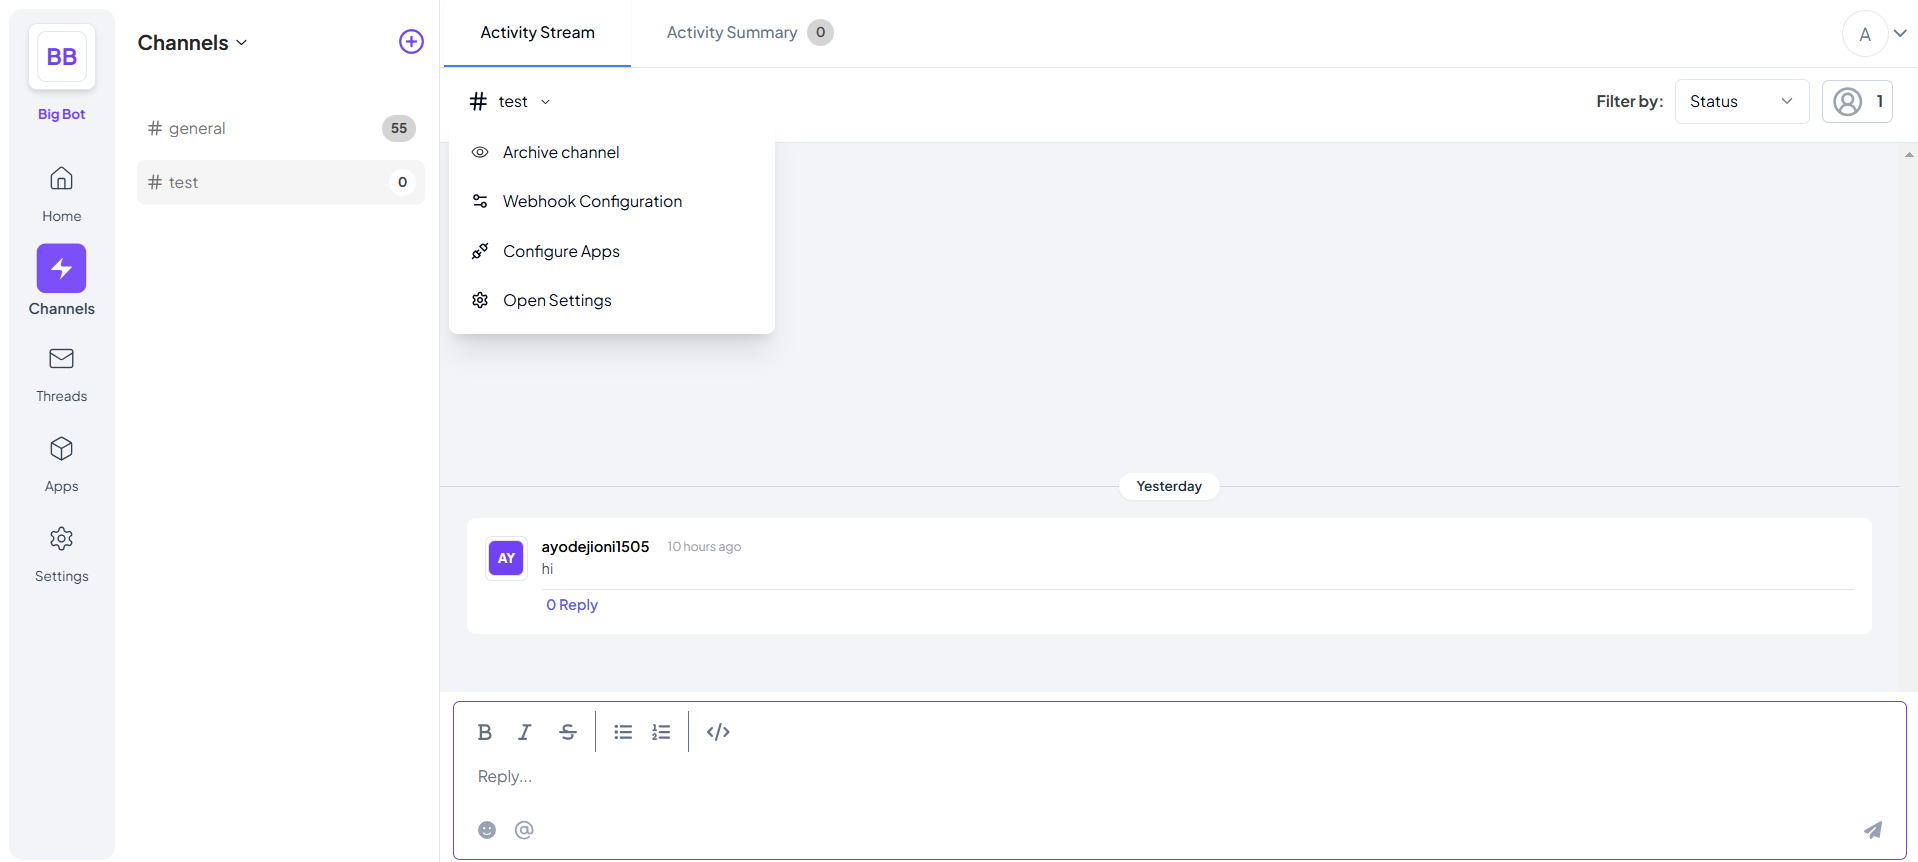 BB
Big Bot
Home
Channels
Threads
Apps
Settings
Channels
# general 55
# test 0
Activity Stream
Activity Summary 0
A
# test
Filter by: Status 1
Archive channel
Webhook Configuration
Configure Apps
Open Settings
Yesterday
AY
ayodejioni1505 10 hours ago
hi
0 Reply
Reply...